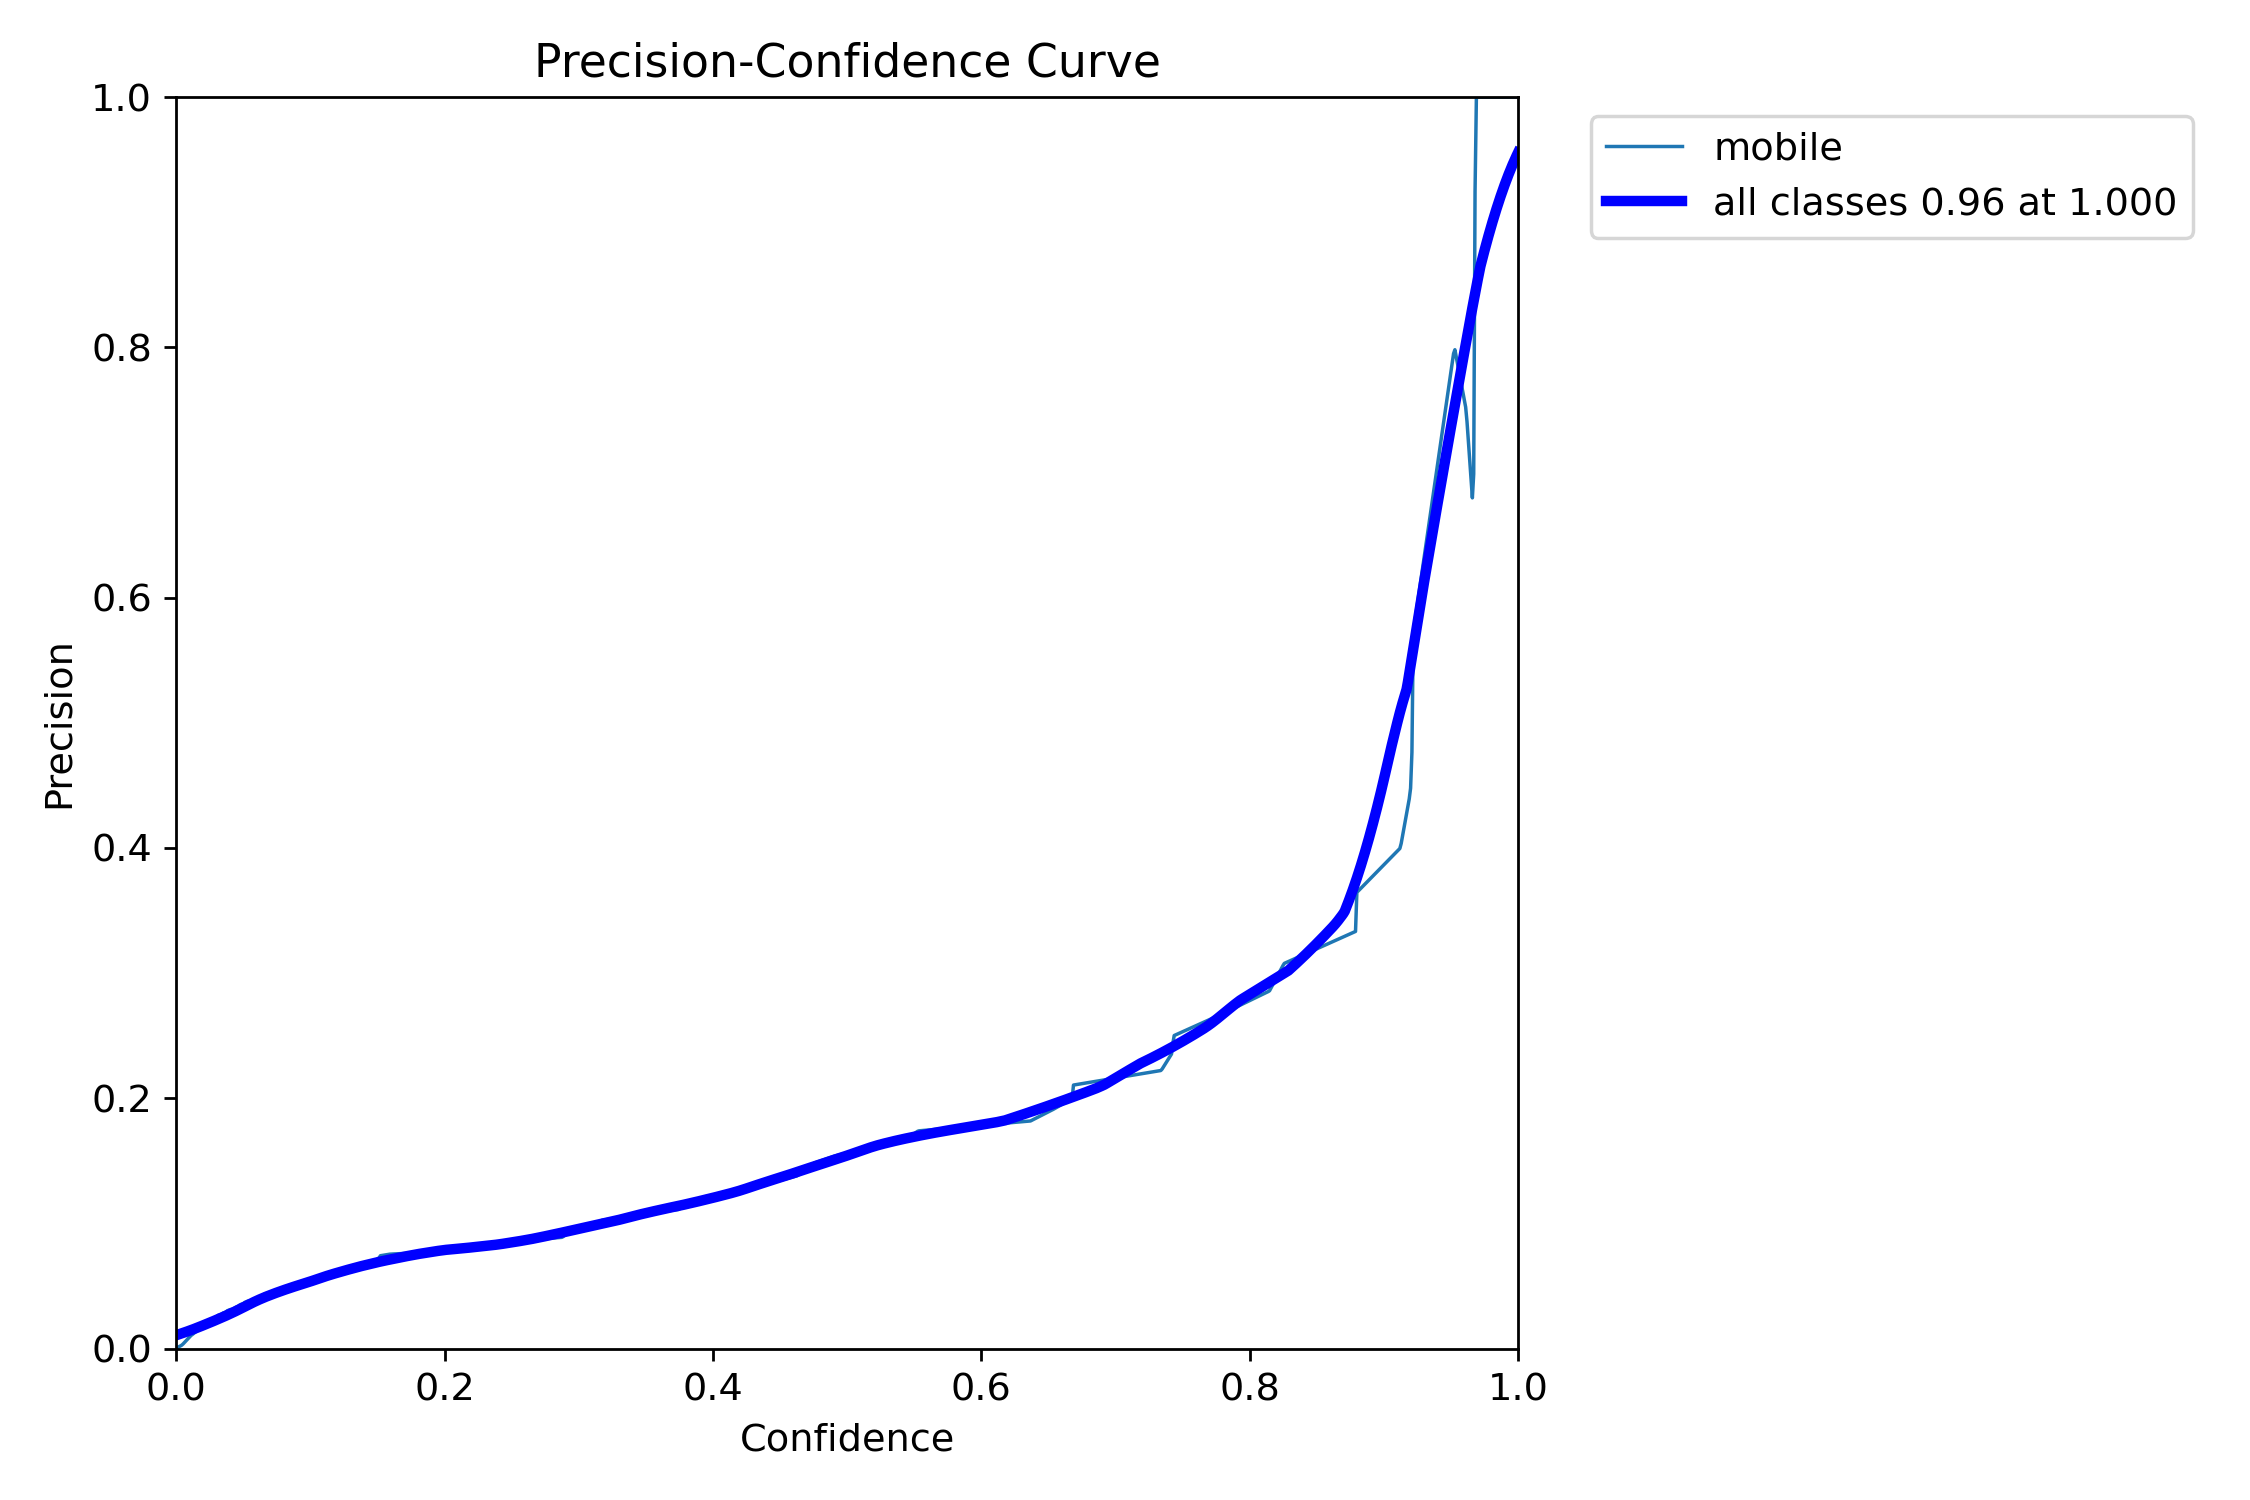 Precision-Confidence Curve
mobile
all classes 0.96 at 1.000
Precision
1.0
0.8
0.6
0.4
0.2
0.0
0.0 0.2 0.4 0.6 0.8 1.0
Confidence